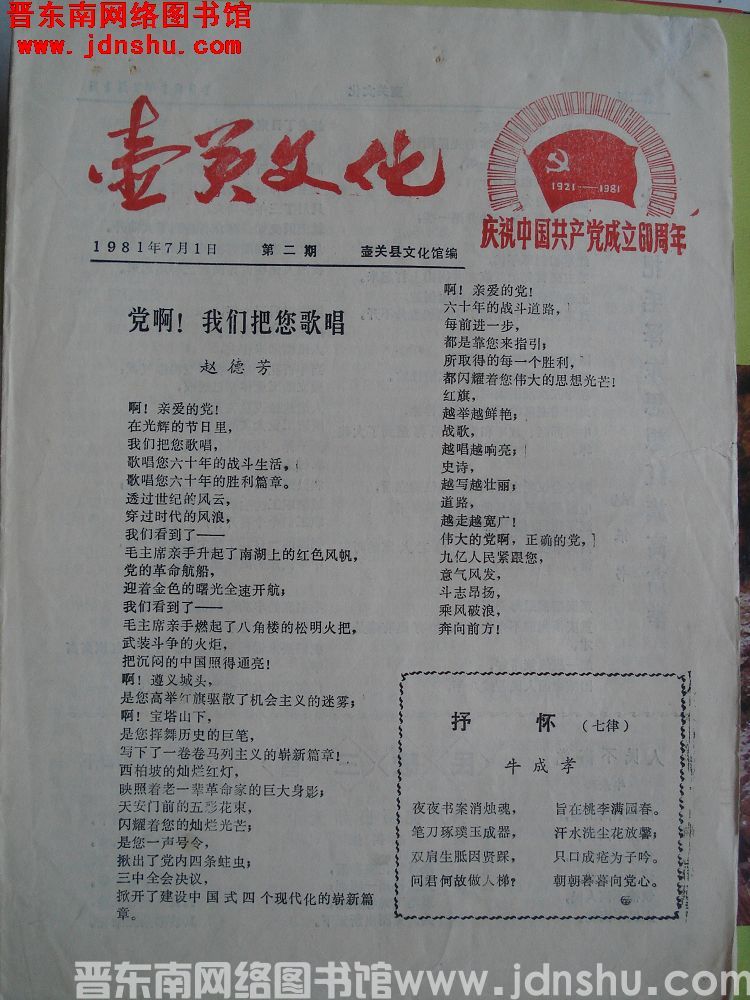 晋东南网络图书馆
www.jdnshu.com
壶关文化
1921—1981
庆祝中国共产党成立60周年
1981年7月1日 第二期 壶关县文化馆编
党啊！我们把您歌唱
赵德芳
啊！亲爱的党！
在光辉的节日里，
我们把您歌唱，
歌唱您六十年的战斗生活，
歌唱您六十年的胜利篇章。
透过世纪的风云，
穿过时代的风浪，
我们看到了——
毛主席亲手升起了南湖上的红色风帆，
党的革命航船，
迎着金色的曙光全速开航；
我们看到了——
毛主席亲手燃起了八角楼的松明火把，
武装斗争的火炬，
把沉闷的中国照得通亮！
啊！遵义城头，
是您高举红旗驱散了机会主义的迷雾；
啊！宝塔山下，
是您挥舞历史的巨笔，
写下了一卷卷马列主义的崭新篇章！
西柏坡的灿烂红灯，
映照着老一辈革命家的巨大身影；
天安门前的五彩花束，
闪耀着您的灿烂光芒；
是您一声号令，
揪出了党内四条蛀虫；
三中全会决议，
掀开了建设中国式四个现代化的崭新篇
章。
啊！亲爱的党！
六十年的战斗道路，
每前进一步，
都是靠您来指引；
所取得的每一个胜利，
都闪耀着您伟大的思想光芒！
红旗，
越举越鲜艳；
战歌，
越唱越响亮；
史诗，
越写越壮丽；
道路，
越走越宽广！
伟大的党啊，正确的党，
九亿人民紧跟您，
意气风发，
斗志昂扬，
乘风破浪，
奔向前方！
抒怀（七律）
牛成孝
夜夜书案消烛魂， 旨在桃李满园春。
笔刀琢璞玉成器， 汗水洗尘花放馨；
双肩生胝因贤踩， 只口成疮为子吟。
问君何故做人梯？ 朝朝暮暮向党心。
晋东南网络图书馆www.jdnshu.com